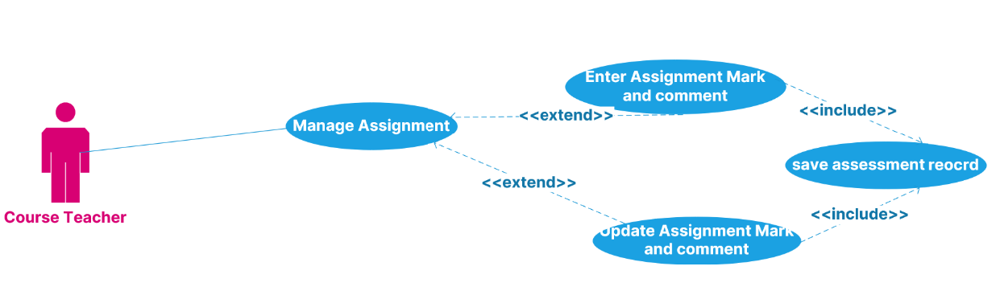 Enter Assignment Mark
and comment
<<include>>
<<extend>>
Manage Assignment
save assessment reocrd
<<extend>>
Course Teacher
<<include>>
Update Assignment Mark
and comment